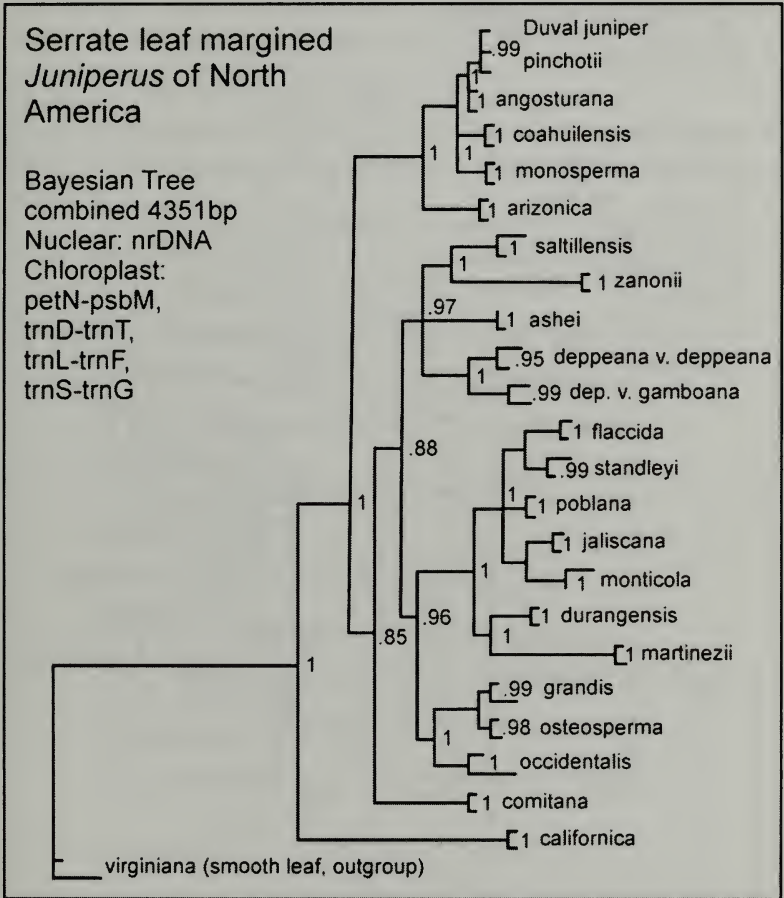 Serrate leaf margined
Juniperus of North
America
Bayesian Tree
combined 4351bp
Nuclear: nrDNA
Chloroplast:
petN-psbM,
trnD-trnT,
trnL-trnF,
trnS-trnG
Duval juniper
.99
pinchotii
1
1 angosturana
1 coahuilensis
1
1
1 monosperma
1 arizonica
1 saltillensis
1
1 zanonii
.97
1 ashei
.95 deppeana v. deppeana
1
.99 dep. v. gamboana
1 flaccida
.88
.99 standleyi
1
1 poblana
1
1 jaliscana
1
1 monticola
.96
1 durangensis
.85
1
1 martinezii
1
.99 grandis
.98 osteosperma
1
1 occidentalis
1 comitana
1 californica
virginiana (smooth leaf, outgroup)